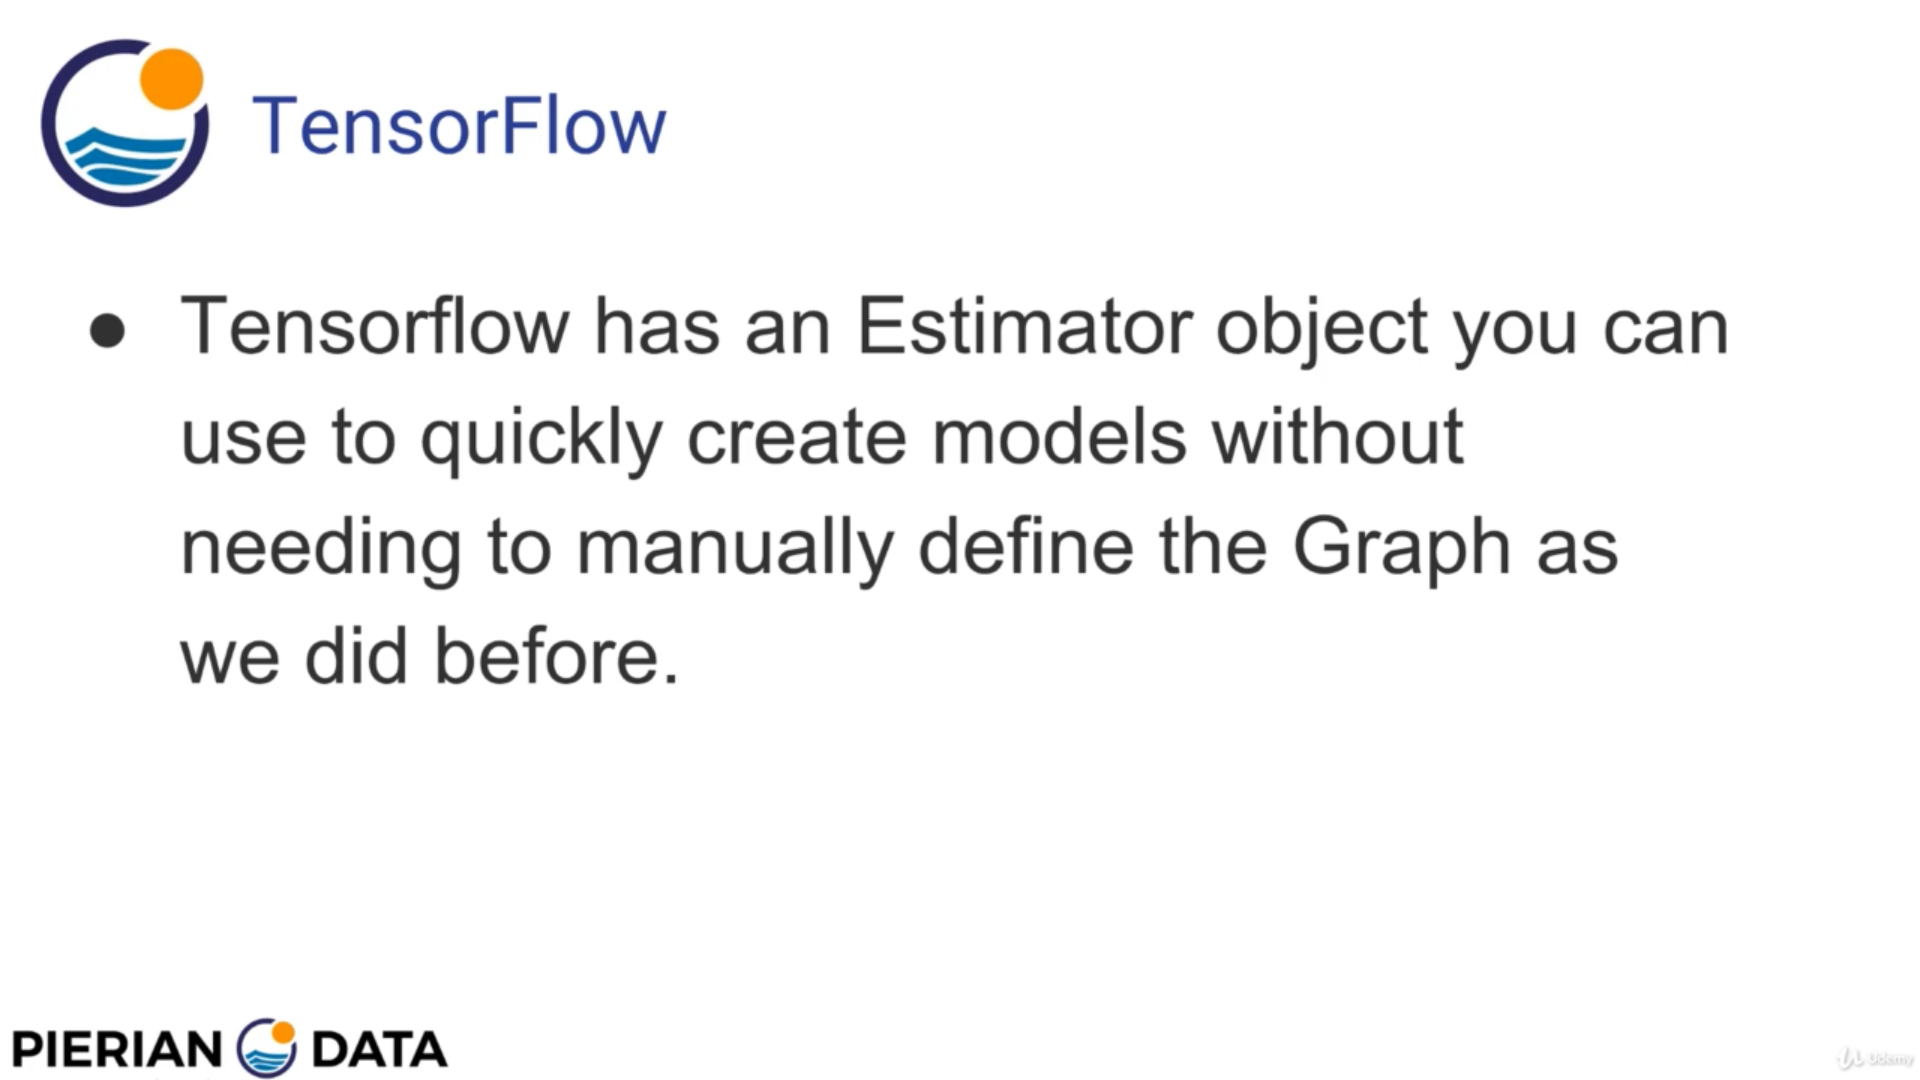 TensorFlow
● Tensorflow has an Estimator object you can
use to quickly create models without
needing to manually define the Graph as
we did before.
PIERIAN DATA
Udemy